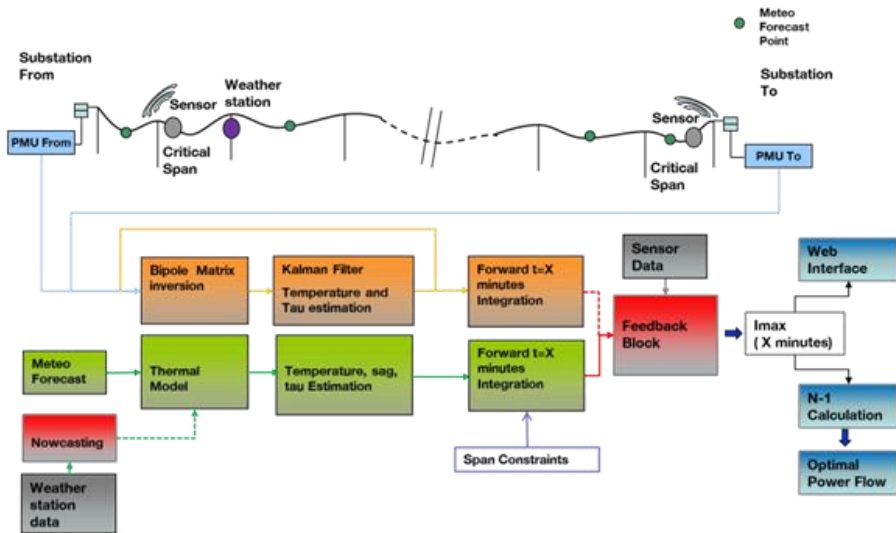 Meteo
Forecast
Point
Substation
From
Substation
To
Weather
station
Sensor
Sensor
PMU From
Critical
Span
Critical
Span
PMU To
Bipole Matrix
inversion
Kalman Filter
Temperature and
Tau estimation
Forward t=X
minutes
Integration
Sensor
Data
Web
Interface
Feedback
Block
Imax
( X minutes)
Meteo
Forecast
Thermal
Model
Temperature, sag,
tau Estimation
Forward t=X
minutes
Integration
N-1
Calculation
Nowcasting
Span Constraints
Optimal
Power Flow
Weather
station
data